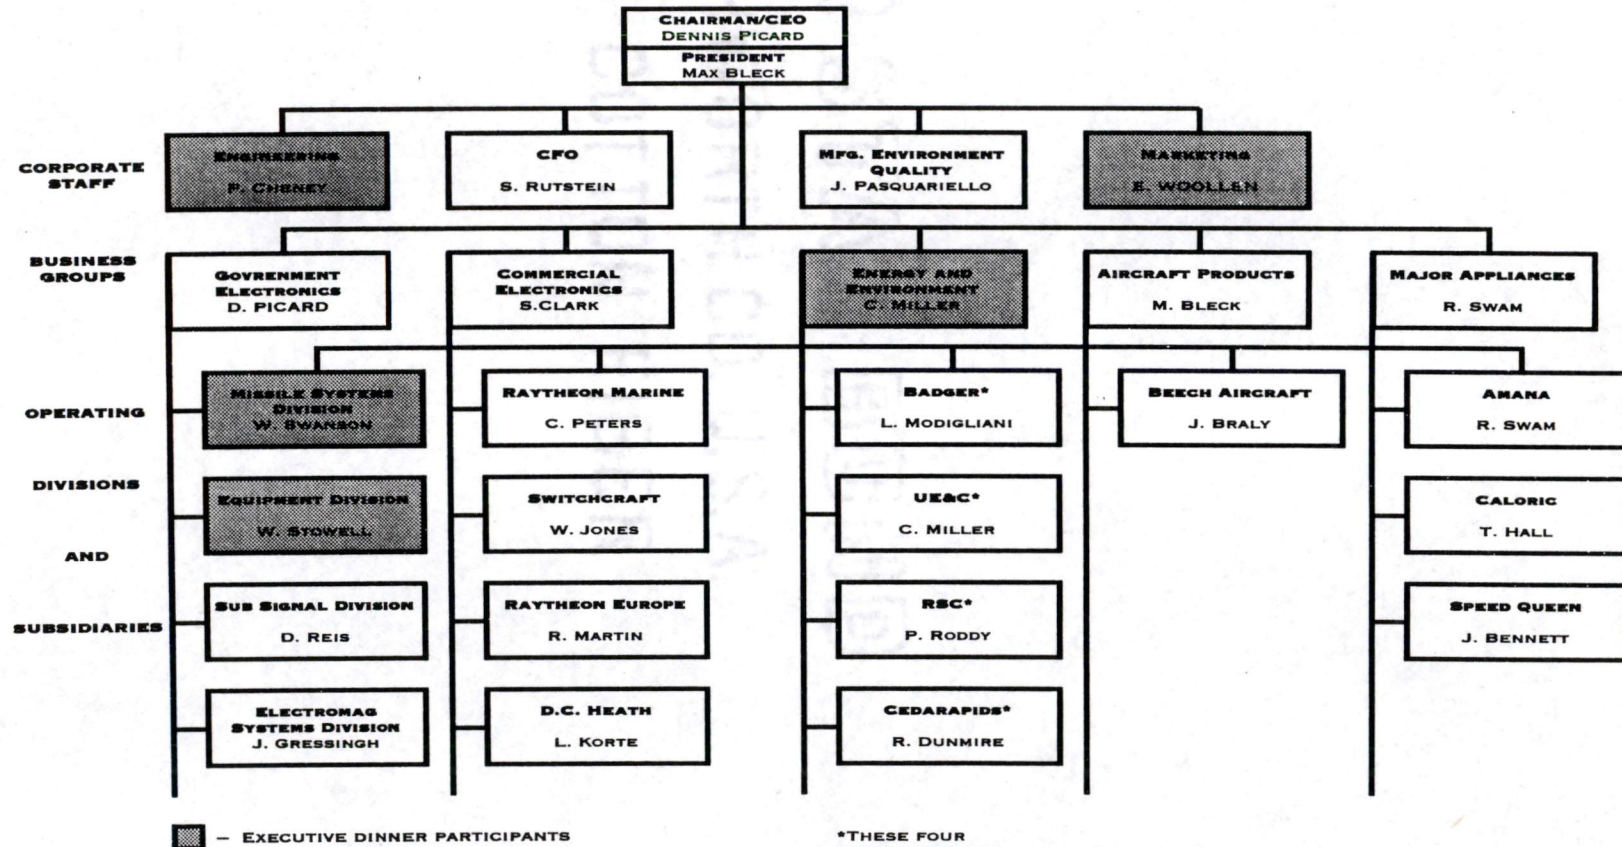 CHAIRMAN/CEO
DENNIS PICARD
PRESIDENT
MAX BLECK
CORPORATE
STAFF
ENGINEERING
P. CHENEY
CFO
S. RUTSTEIN
MFG. ENVIRONMENT
QUALITY
J. PASQUARIELLO
MARKETING
E. WOOLLEN
BUSINESS
GROUPS
GOVRENMENT
ELECTRONICS
D. PICARD
COMMERCIAL
ELECTRONICS
S.CLARK
ENERGY AND
ENVIRONMENT
C. MILLER
AIRCRAFT PRODUCTS
M. BLECK
MAJOR APPLIANCES
R. SWAM
OPERATING
DIVISIONS
AND
SUBSIDIARIES
MISSILE SYSTEMS
DIVISION
W. SWANSON
RAYTHEON MARINE
C. PETERS
BADGER*
L. MODIGLIANI
BEECH AIRCRAFT
J. BRALY
AMANA
R. SWAM
EQUIPMENT DIVISION
W. STOWELL
SWITCHCRAFT
W. JONES
UE&C*
C. MILLER
CALORIC
T. HALL
SUB SIGNAL DIVISION
D. REIS
RAYTHEON EUROPE
R. MARTIN
RSC*
P. RODDY
SPEED QUEEN
J. BENNETT
ELECTROMAG
SYSTEMS DIVISION
J. GRESSINGH
D.C. HEATH
L. KORTE
CEDARAPIDS*
R. DUNMIRE
– EXECUTIVE DINNER PARTICIPANTS
*THESE FOUR